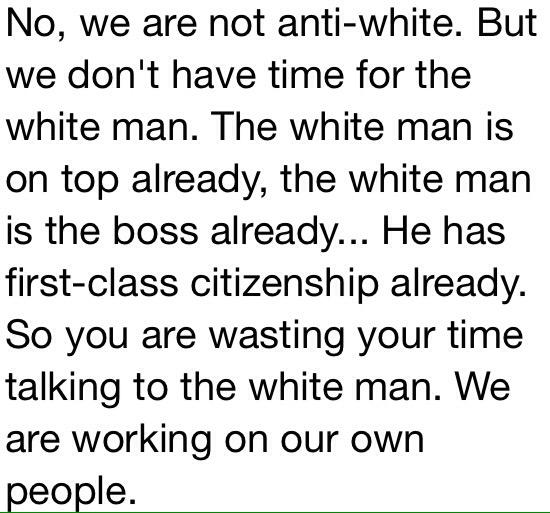 No, we are not anti-white. But
we don't have time for the
white man. The white man is
on top already, the white man
is the boss already... He has
first-class citizenship already.
So you are wasting your time
talking to the white man. We
are working on our own
people.